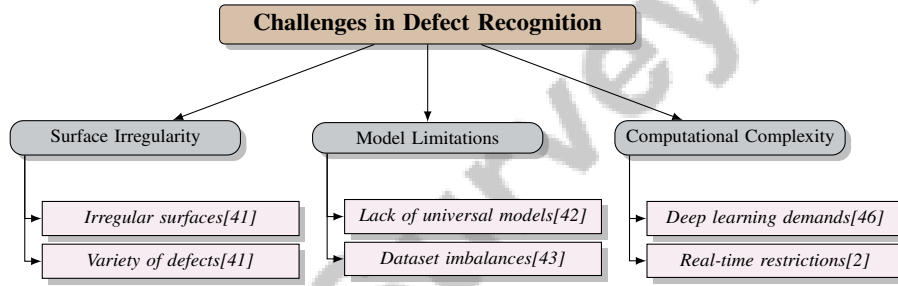 Challenges in Defect Recognition
Surface Irregularity
Model Limitations
Computational Complexity
Irregular surfaces[41]
Variety of defects[41]
Lack of universal models[42]
Dataset imbalances[43]
Deep learning demands[46]
Real-time restrictions[2]